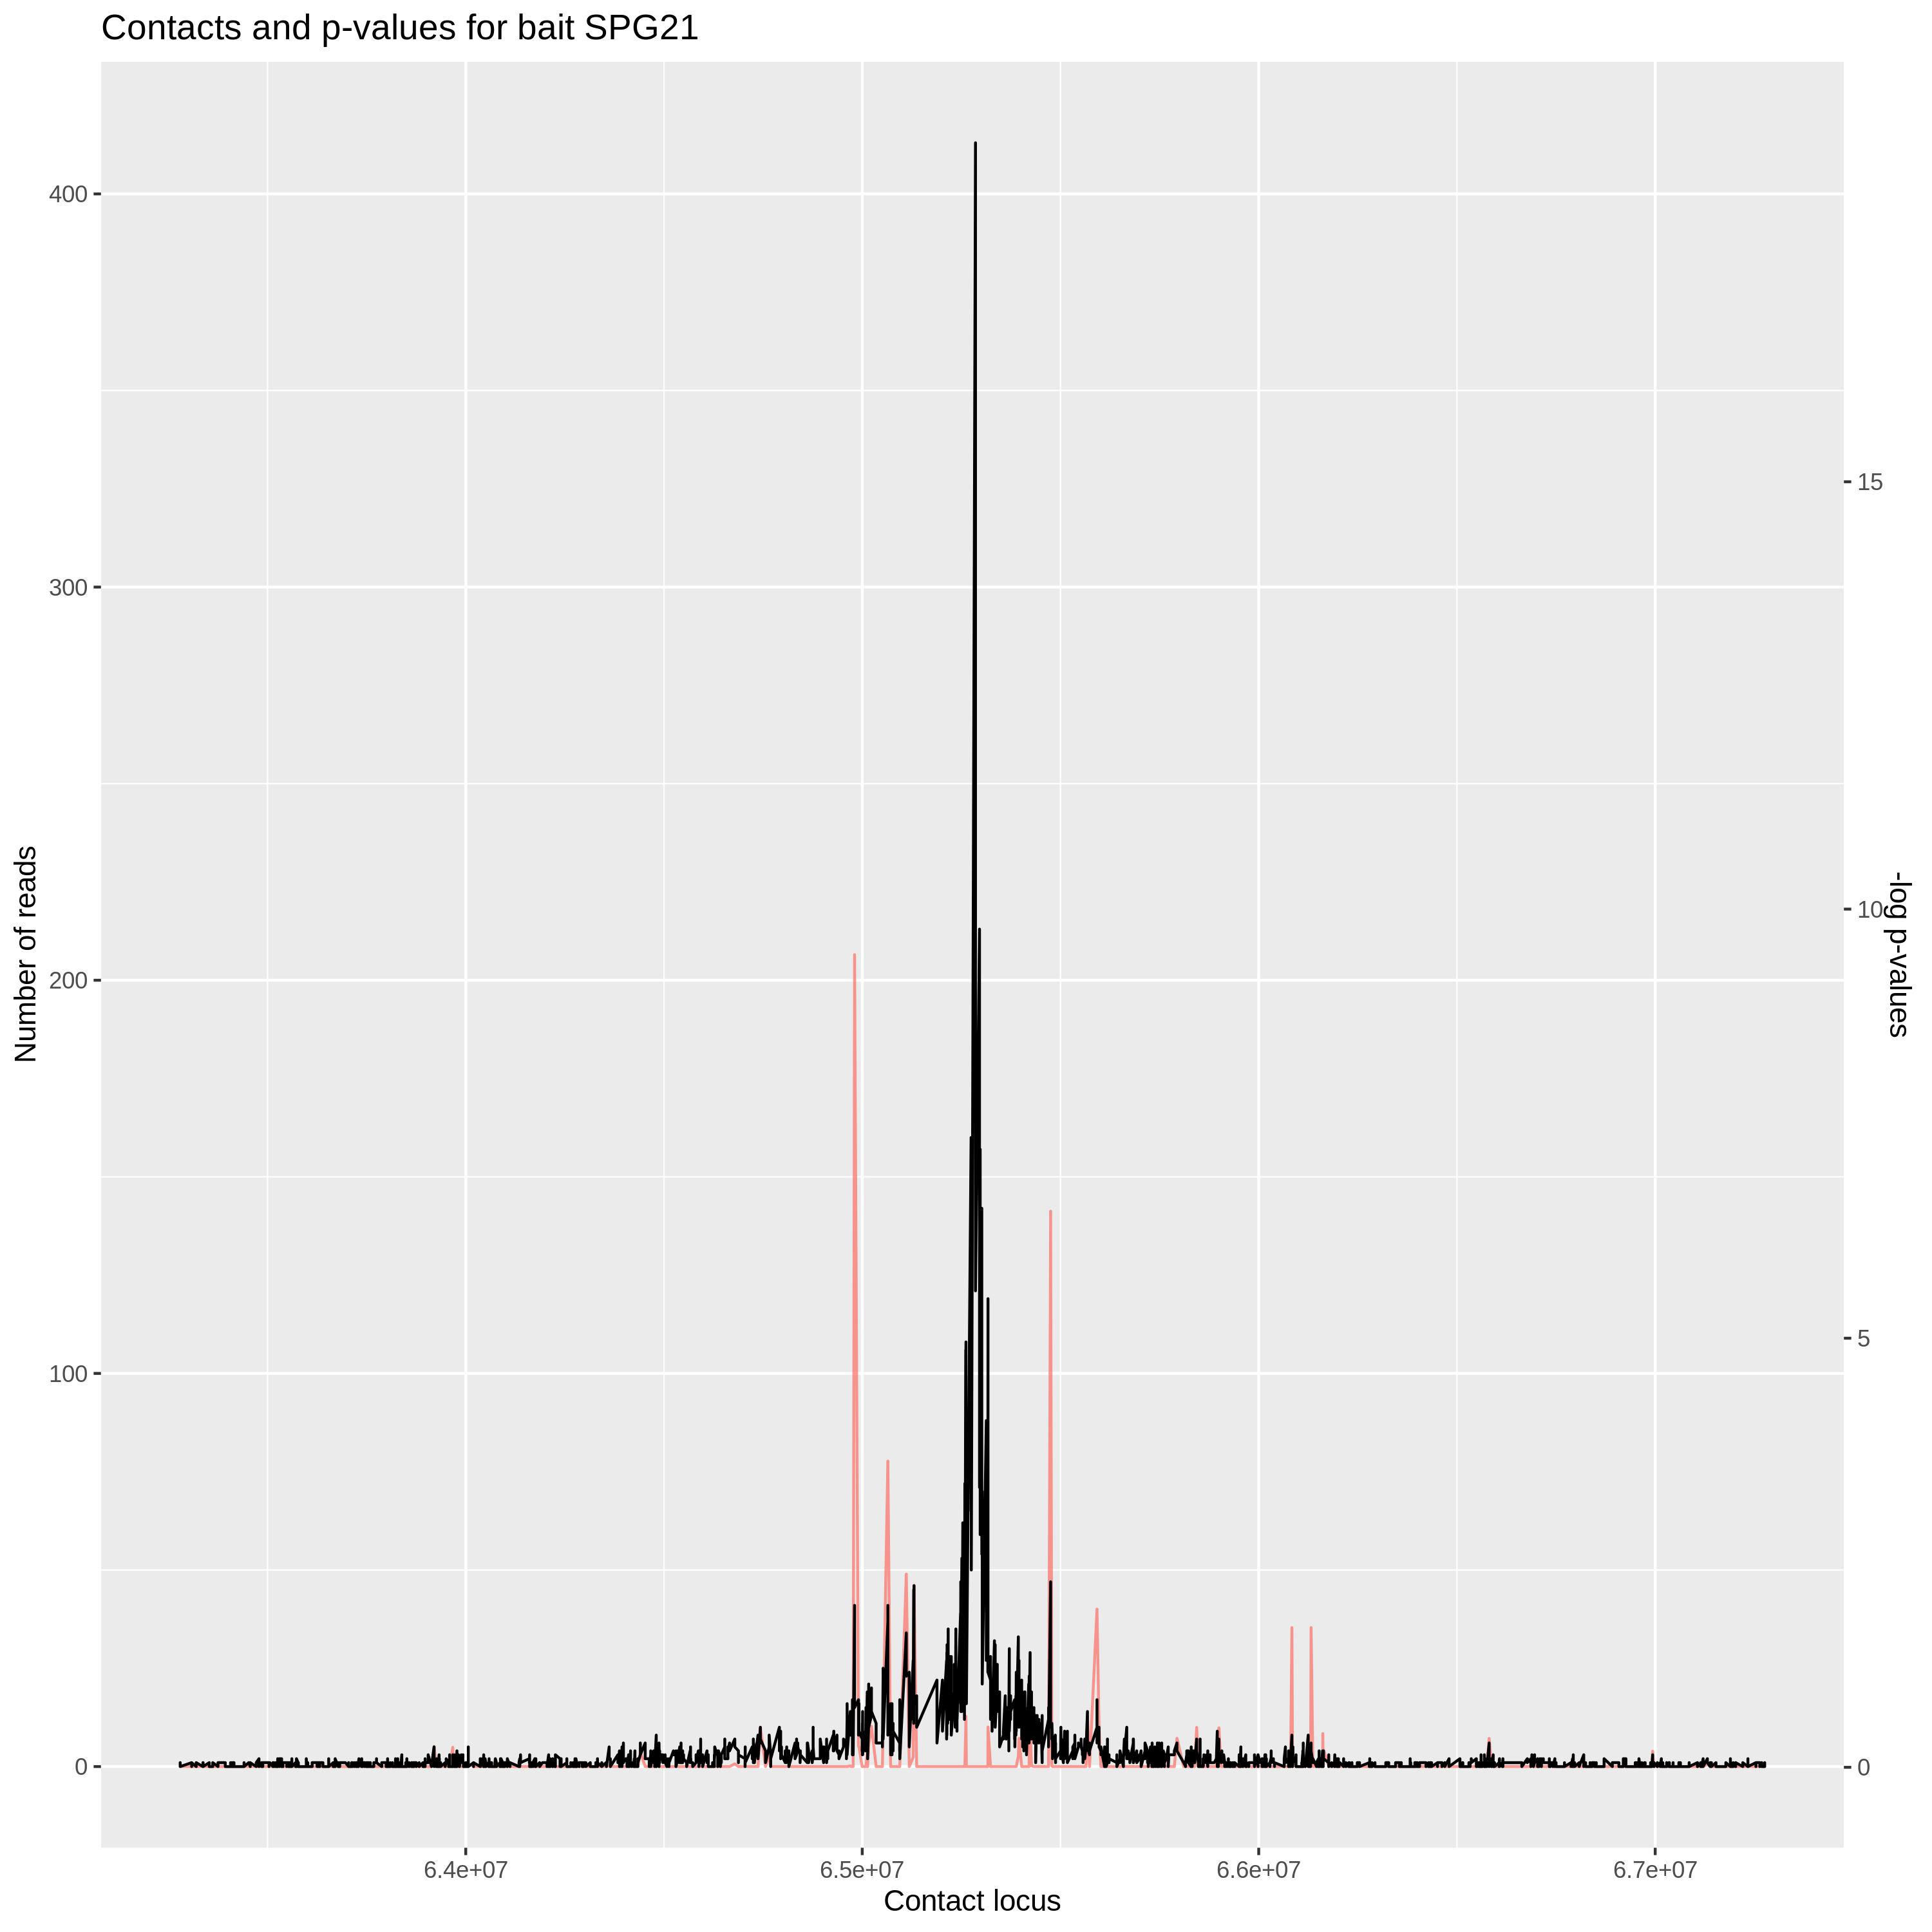 Contacts and p-values for bait SPG21
400
300
200
100
0
Number of reads
15
10
5
0
-log p-values
6.4e+07
6.5e+07
6.6e+07
6.7e+07
Contact locus